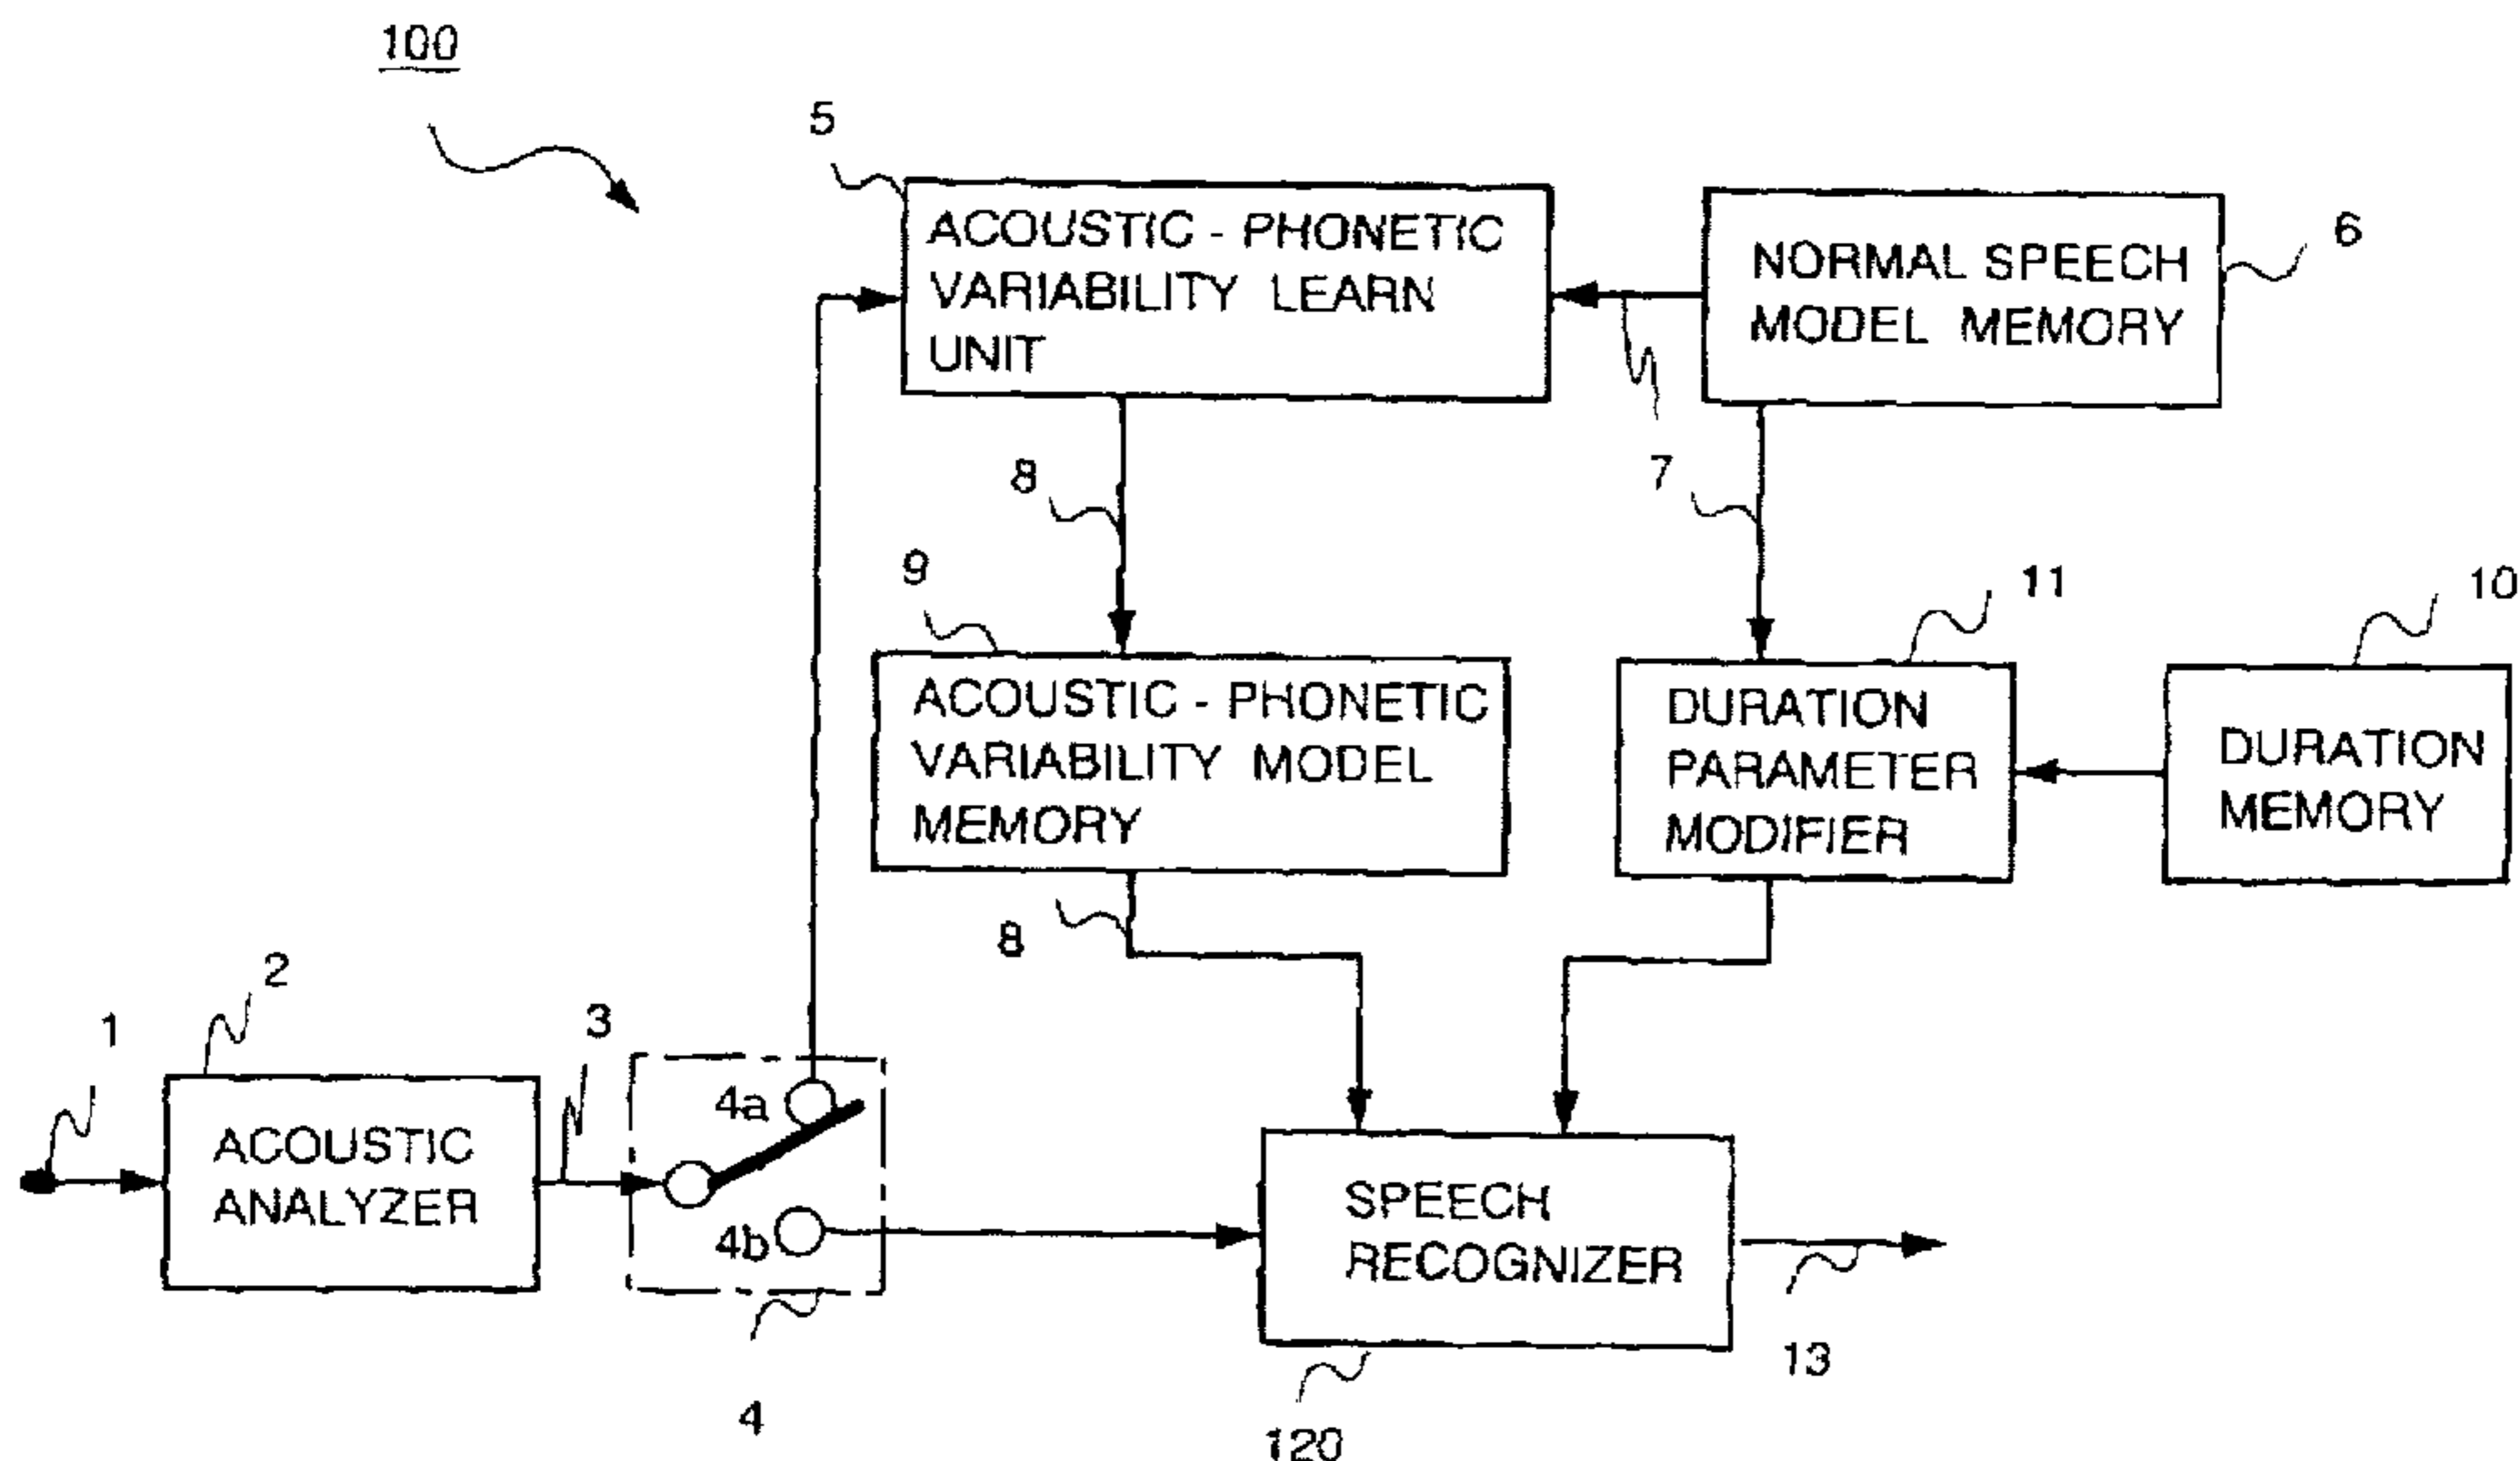 100
5
ACOUSTIC - PHONETIC
VARIABILITY LEARN
UNIT
NORMAL SPEECH
MODEL MEMORY
6
7
8
9
ACOUSTIC - PHONETIC
VARIABILITY MODEL
MEMORY
11
DURATION
PARAMETER
MODIFIER
10
DURATION
MEMORY
8
1
2
ACOUSTIC
ANALYZER
3
4a
4b
4
SPEECH
RECOGNIZER
13
120